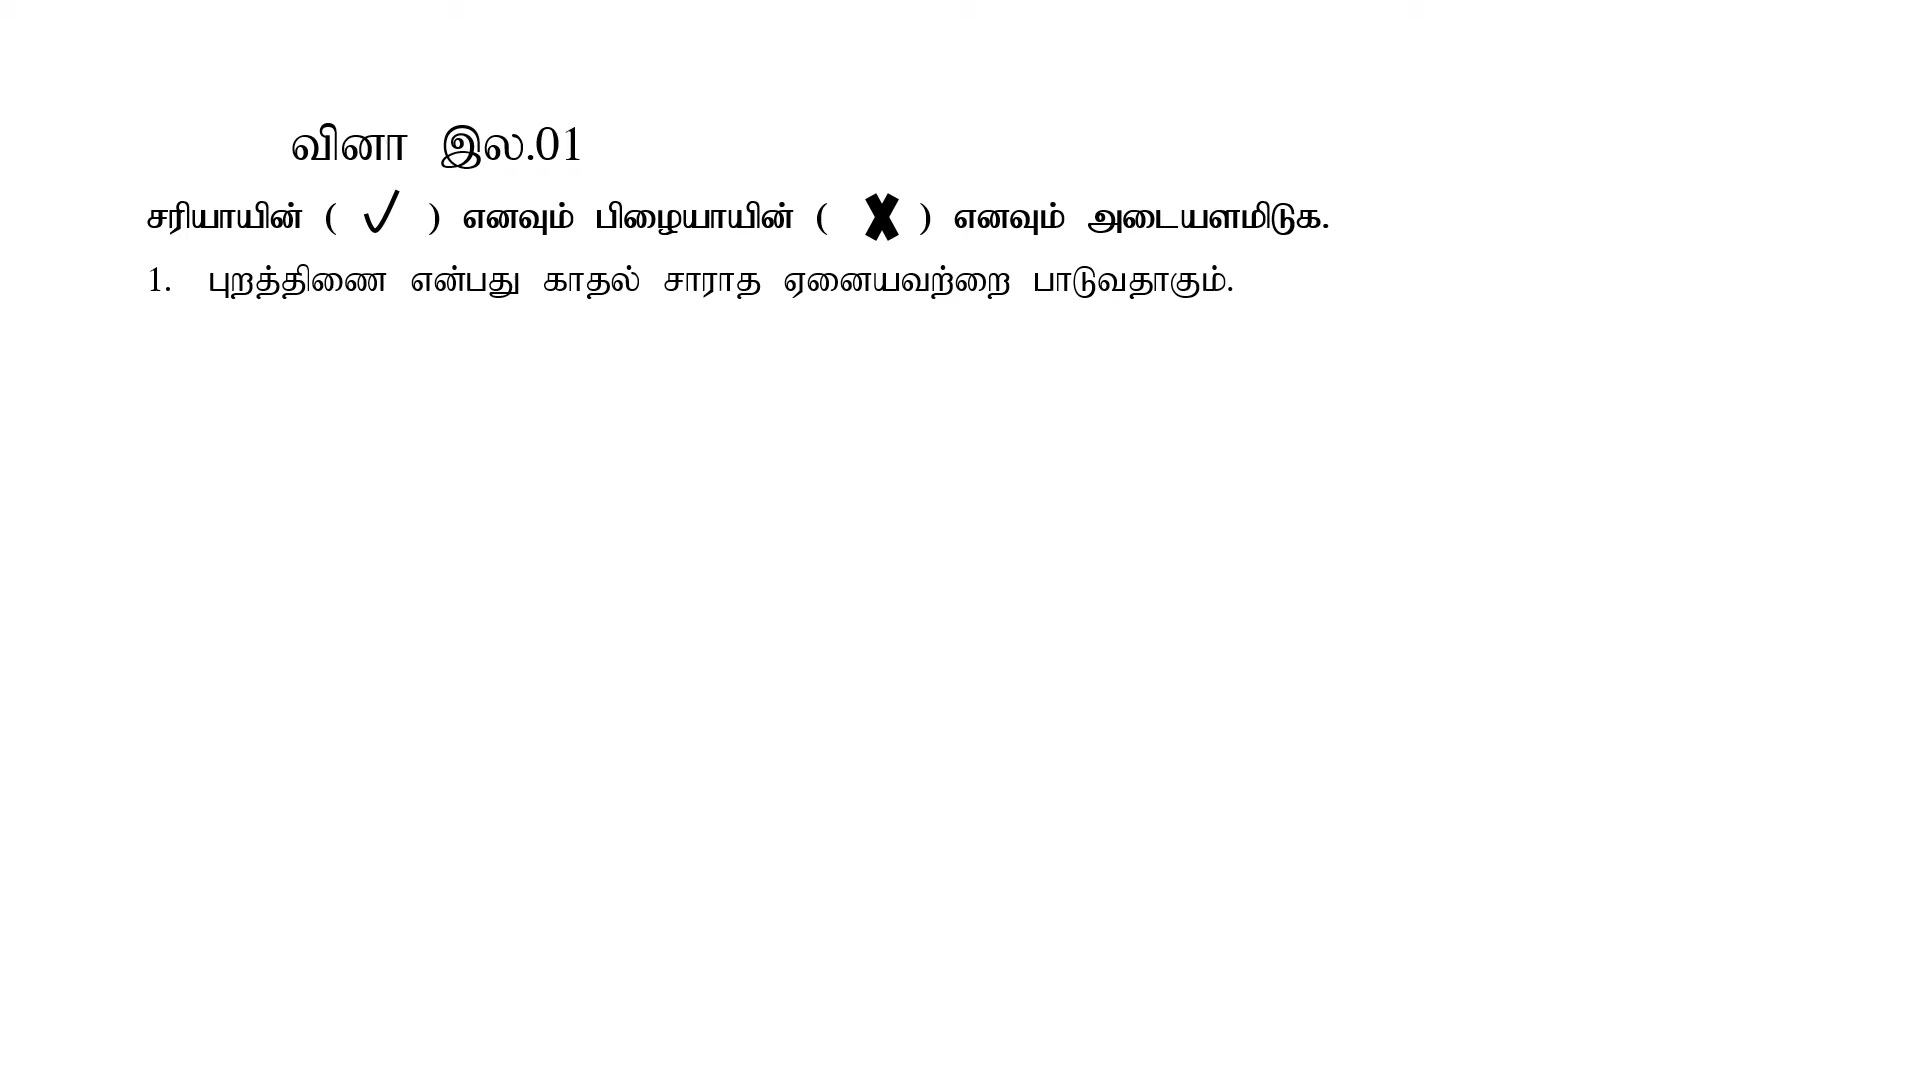 வினா இல.01
சரியாயின் ( ✓ ) எனவும் பிழையாயின் ( ✖ ) எனவும் அடையளமிடுக.
1. புறத்திணை என்பது காதல் சாராத ஏனையவற்றை பாடுவதாகும்.